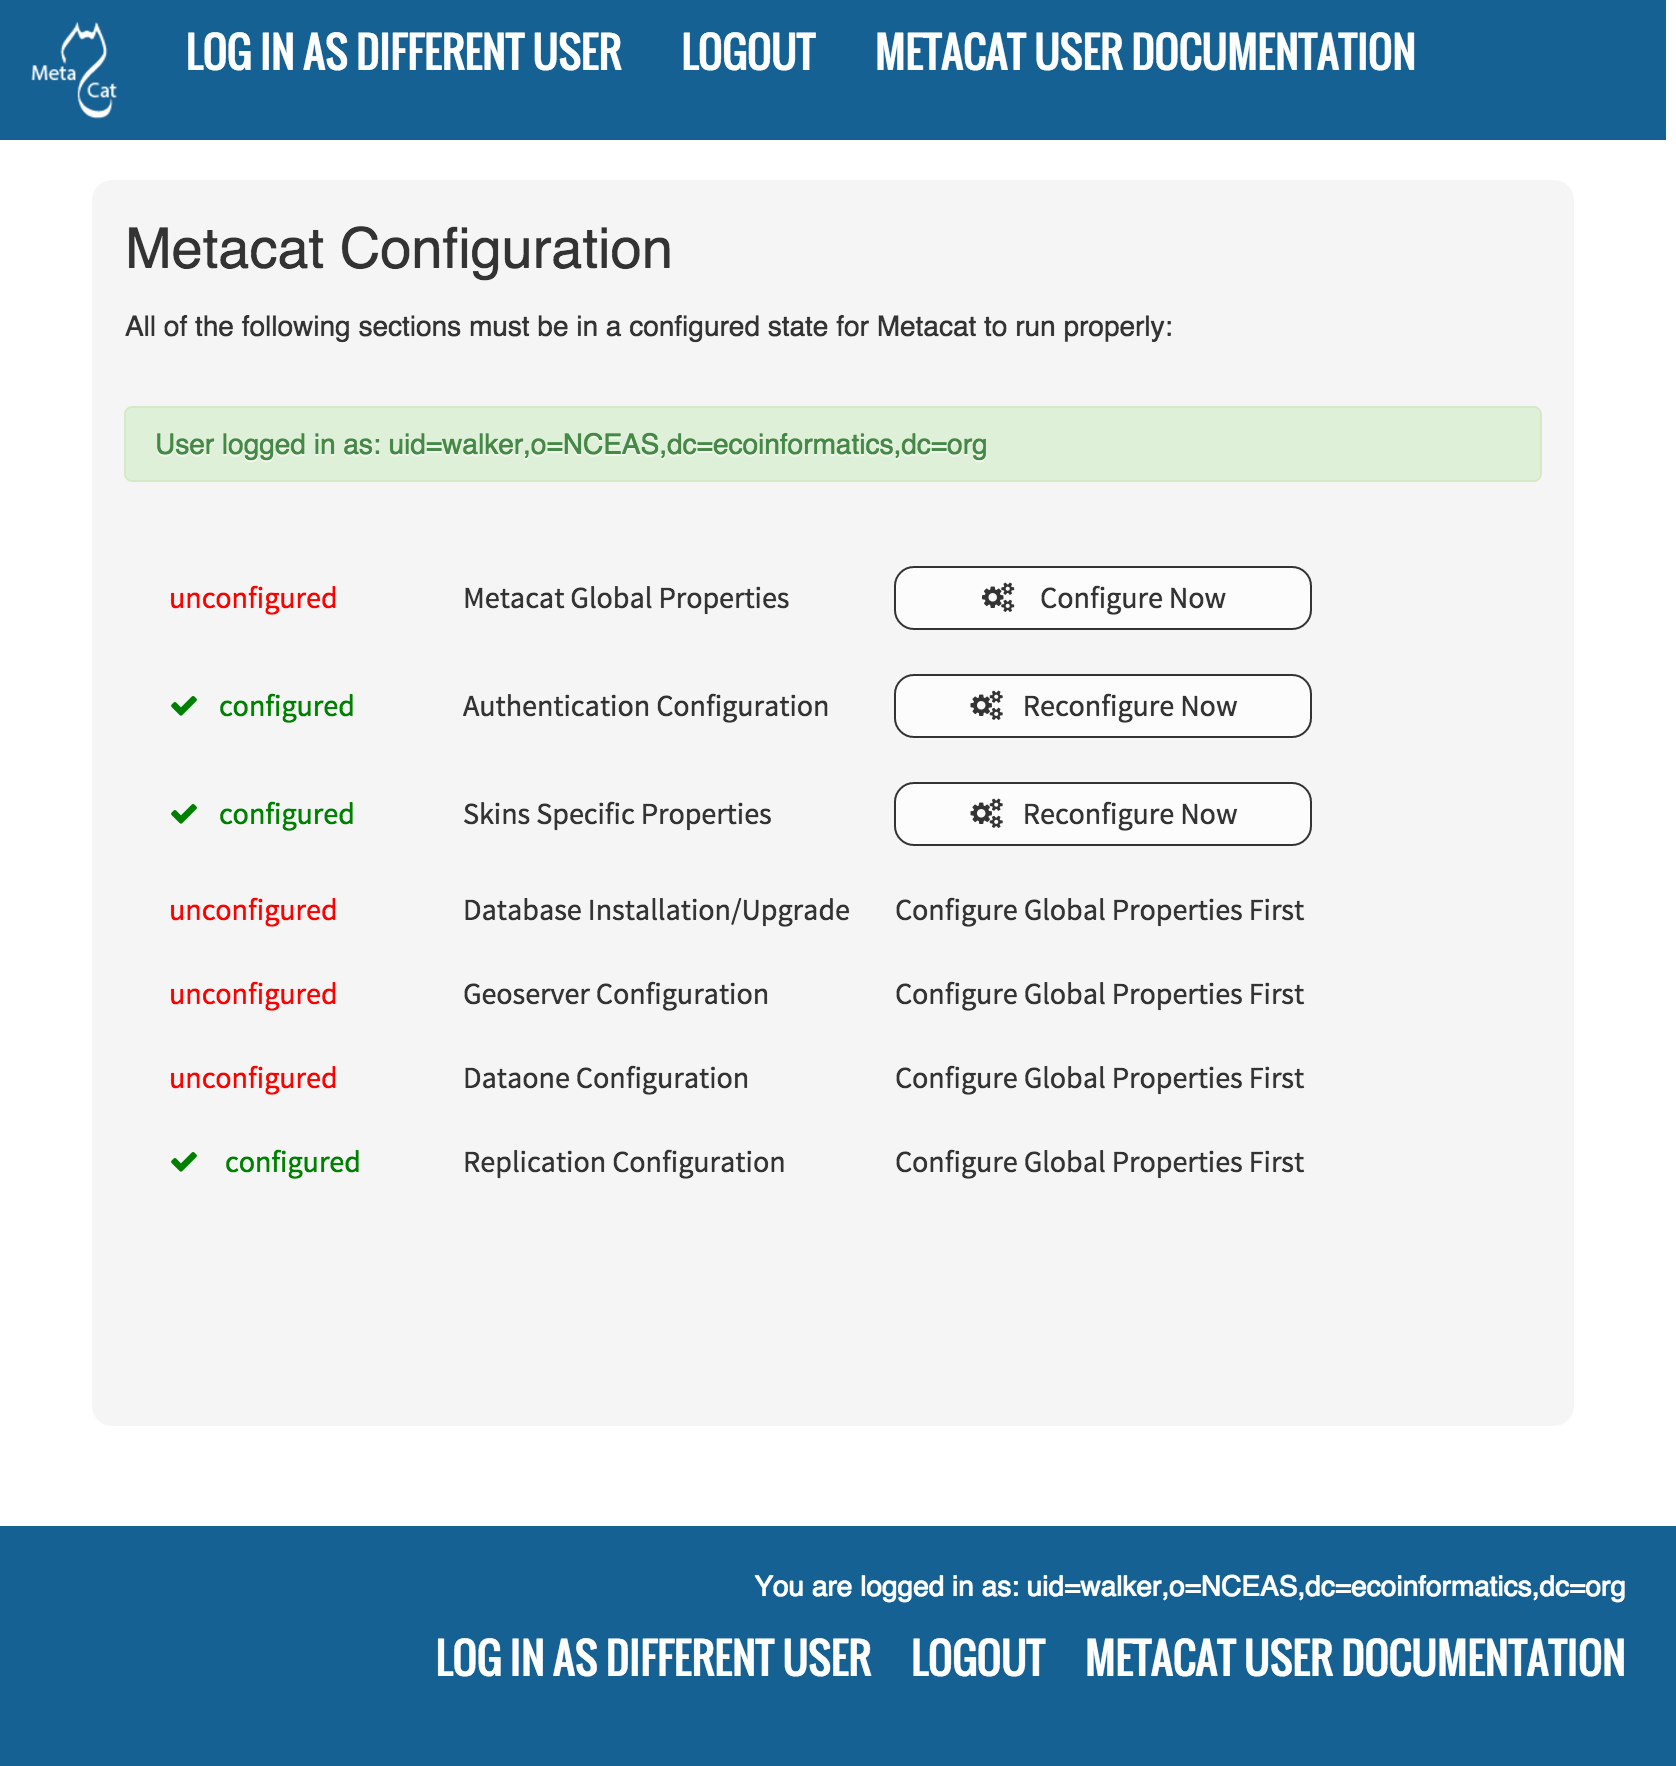 Meta Cat
LOG IN AS DIFFERENT USER LOGOUT METACAT USER DOCUMENTATION
Metacat Configuration
All of the following sections must be in a configured state for Metacat to run properly:
User logged in as: uid=walker,o=NCEAS,dc=ecoinformatics,dc=org
unconfigured Metacat Global Properties Configure Now
configured Authentication Configuration Reconfigure Now
configured Skins Specific Properties Reconfigure Now
unconfigured Database Installation/Upgrade Configure Global Properties First
unconfigured Geoserver Configuration Configure Global Properties First
unconfigured Dataone Configuration Configure Global Properties First
configured Replication Configuration Configure Global Properties First
You are logged in as: uid=walker,o=NCEAS,dc=ecoinformatics,dc=org
LOG IN AS DIFFERENT USER LOGOUT METACAT USER DOCUMENTATION